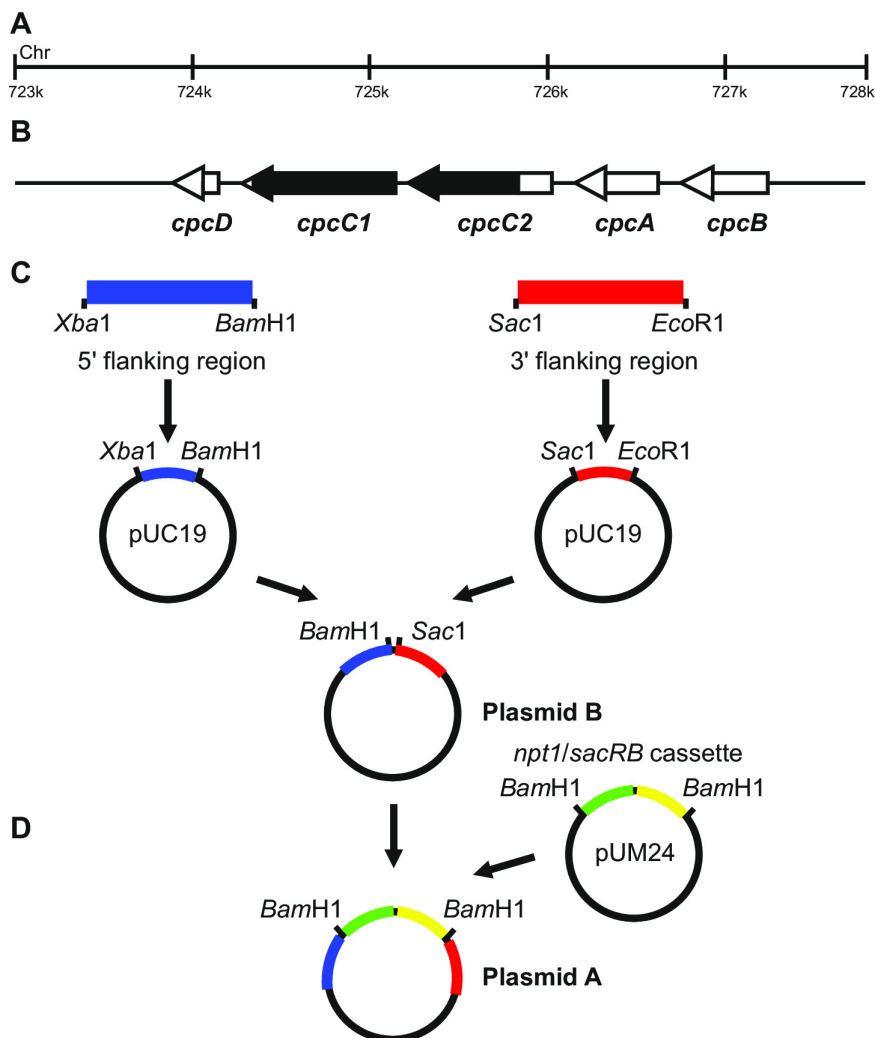 A
Chr
723k 724k 725k 726k 727k 728k
B
cpcD cpcC1 cpcC2 cpcA cpcB
C
Xba1 BamH1 Sac1 EcoR1
5' flanking region 3' flanking region
Xba1 BamH1 Sac1 EcoR1
pUC19 pUC19
BamH1 Sac1
Plasmid B
npt1/sacRB cassette
BamH1 BamH1
D
pUM24
BamH1 BamH1
Plasmid A